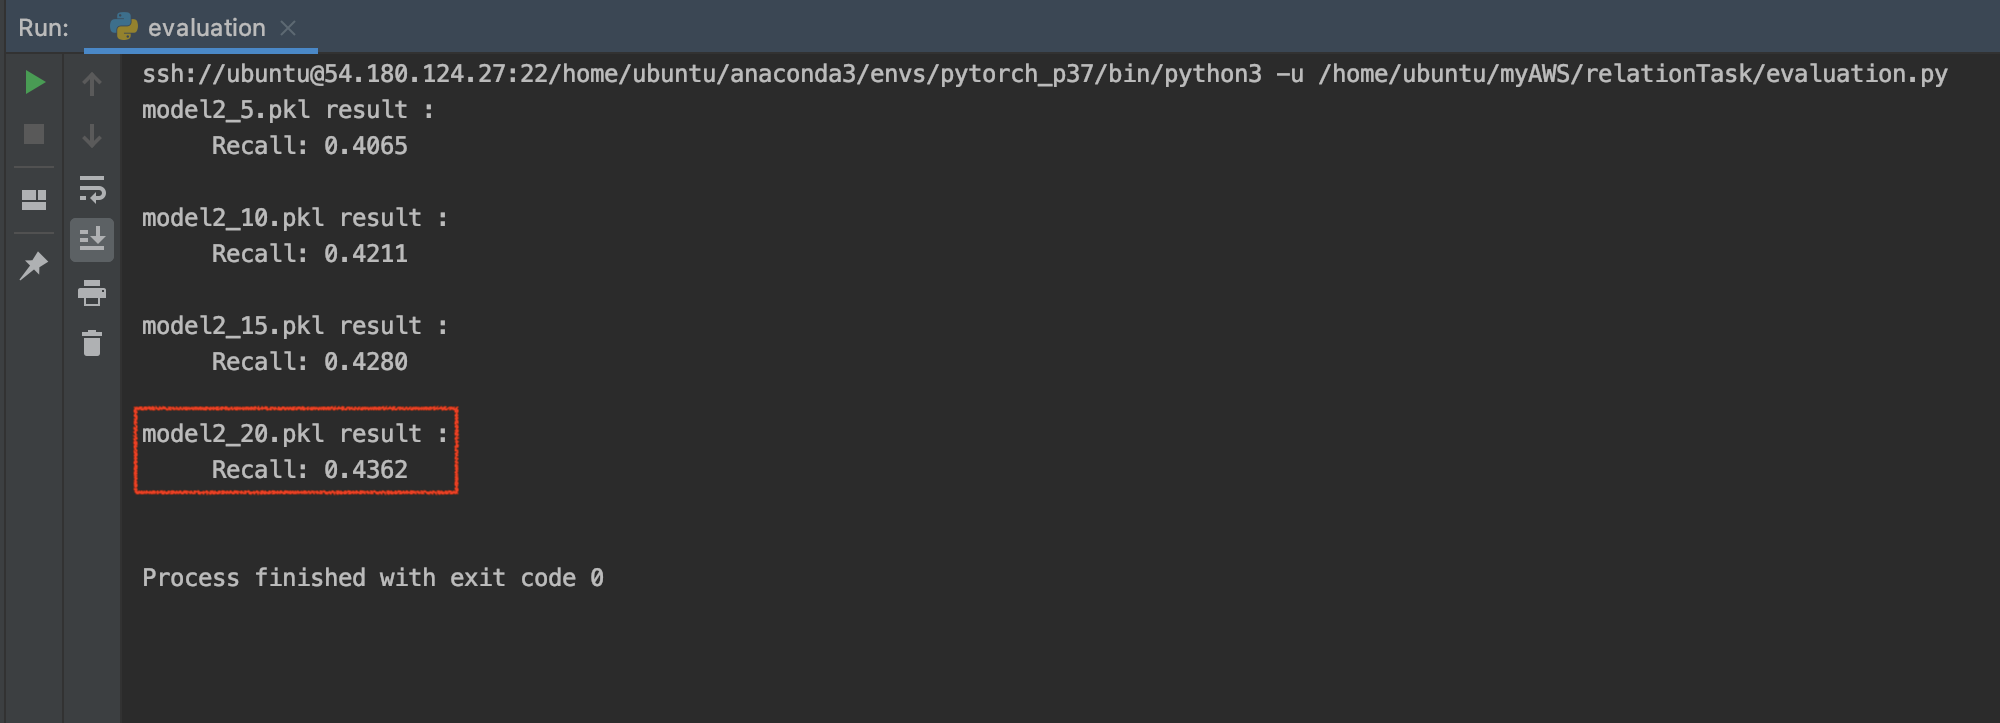 Run: evaluation
ssh://ubuntu@54.180.124.27:22/home/ubuntu/anaconda3/envs/pytorch_p37/bin/python3 -u /home/ubuntu/myAWS/relationTask/evaluation.py
model2_5.pkl result :
Recall: 0.4065
model2_10.pkl result :
Recall: 0.4211
model2_15.pkl result :
Recall: 0.4280
model2_20.pkl result :
Recall: 0.4362
Process finished with exit code 0